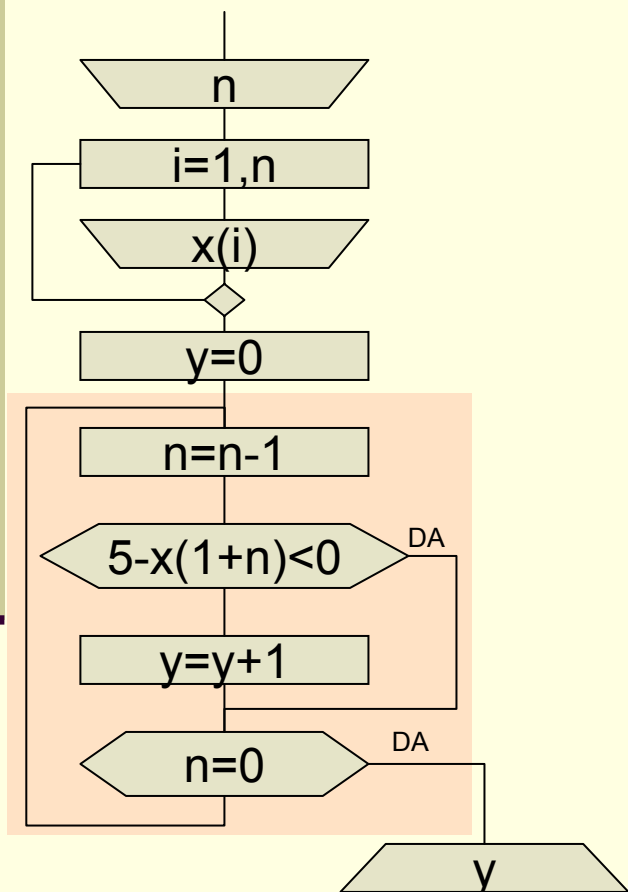 n
i=1,n
x(i)
y=0
n=n-1
5-x(1+n)<0
DA
y=y+1
n=0
DA
y